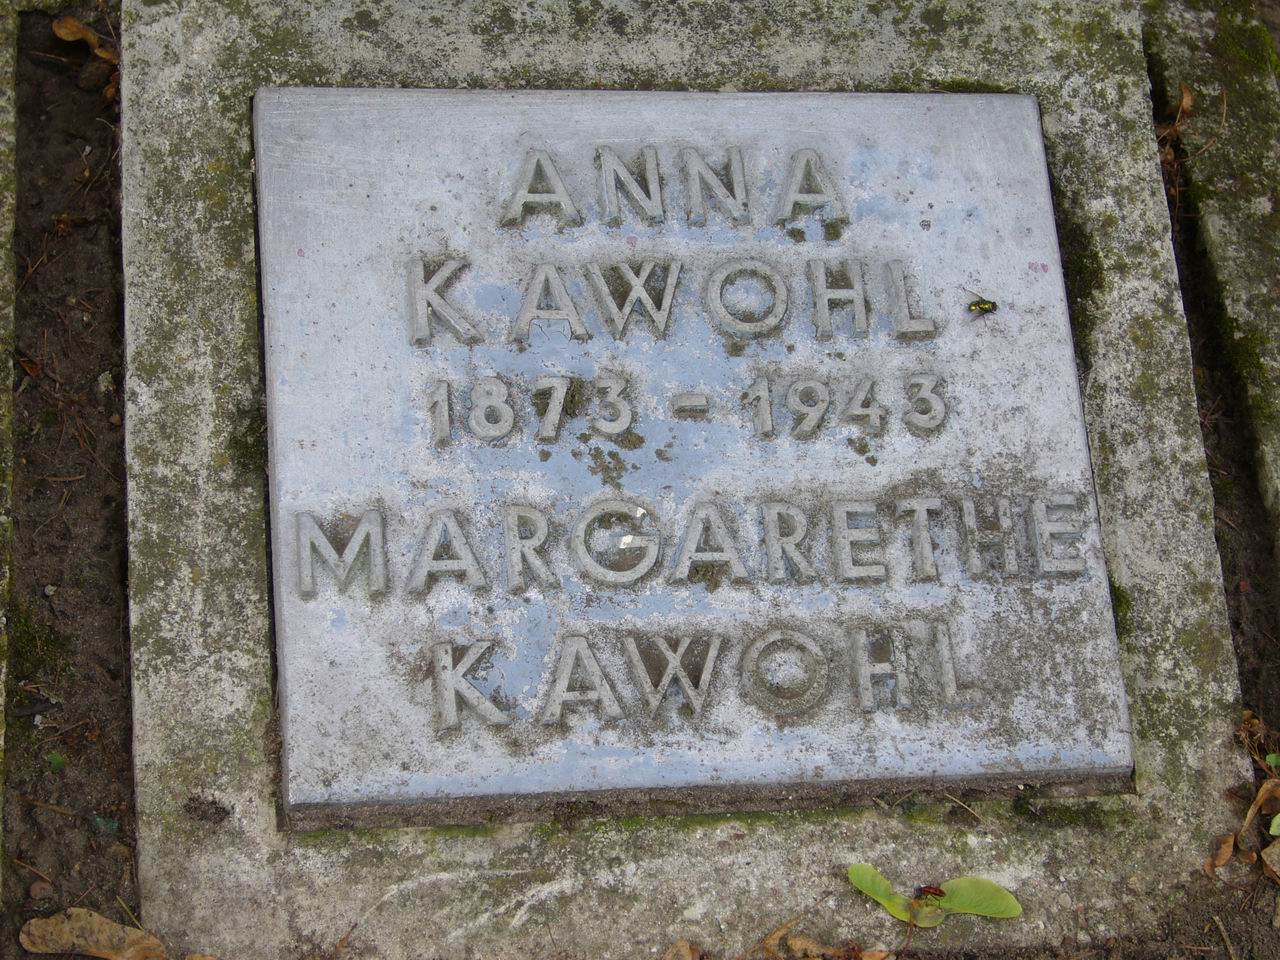 ANNA
KAWOHL
1873-1943
MARGARETHE
KAWOHL